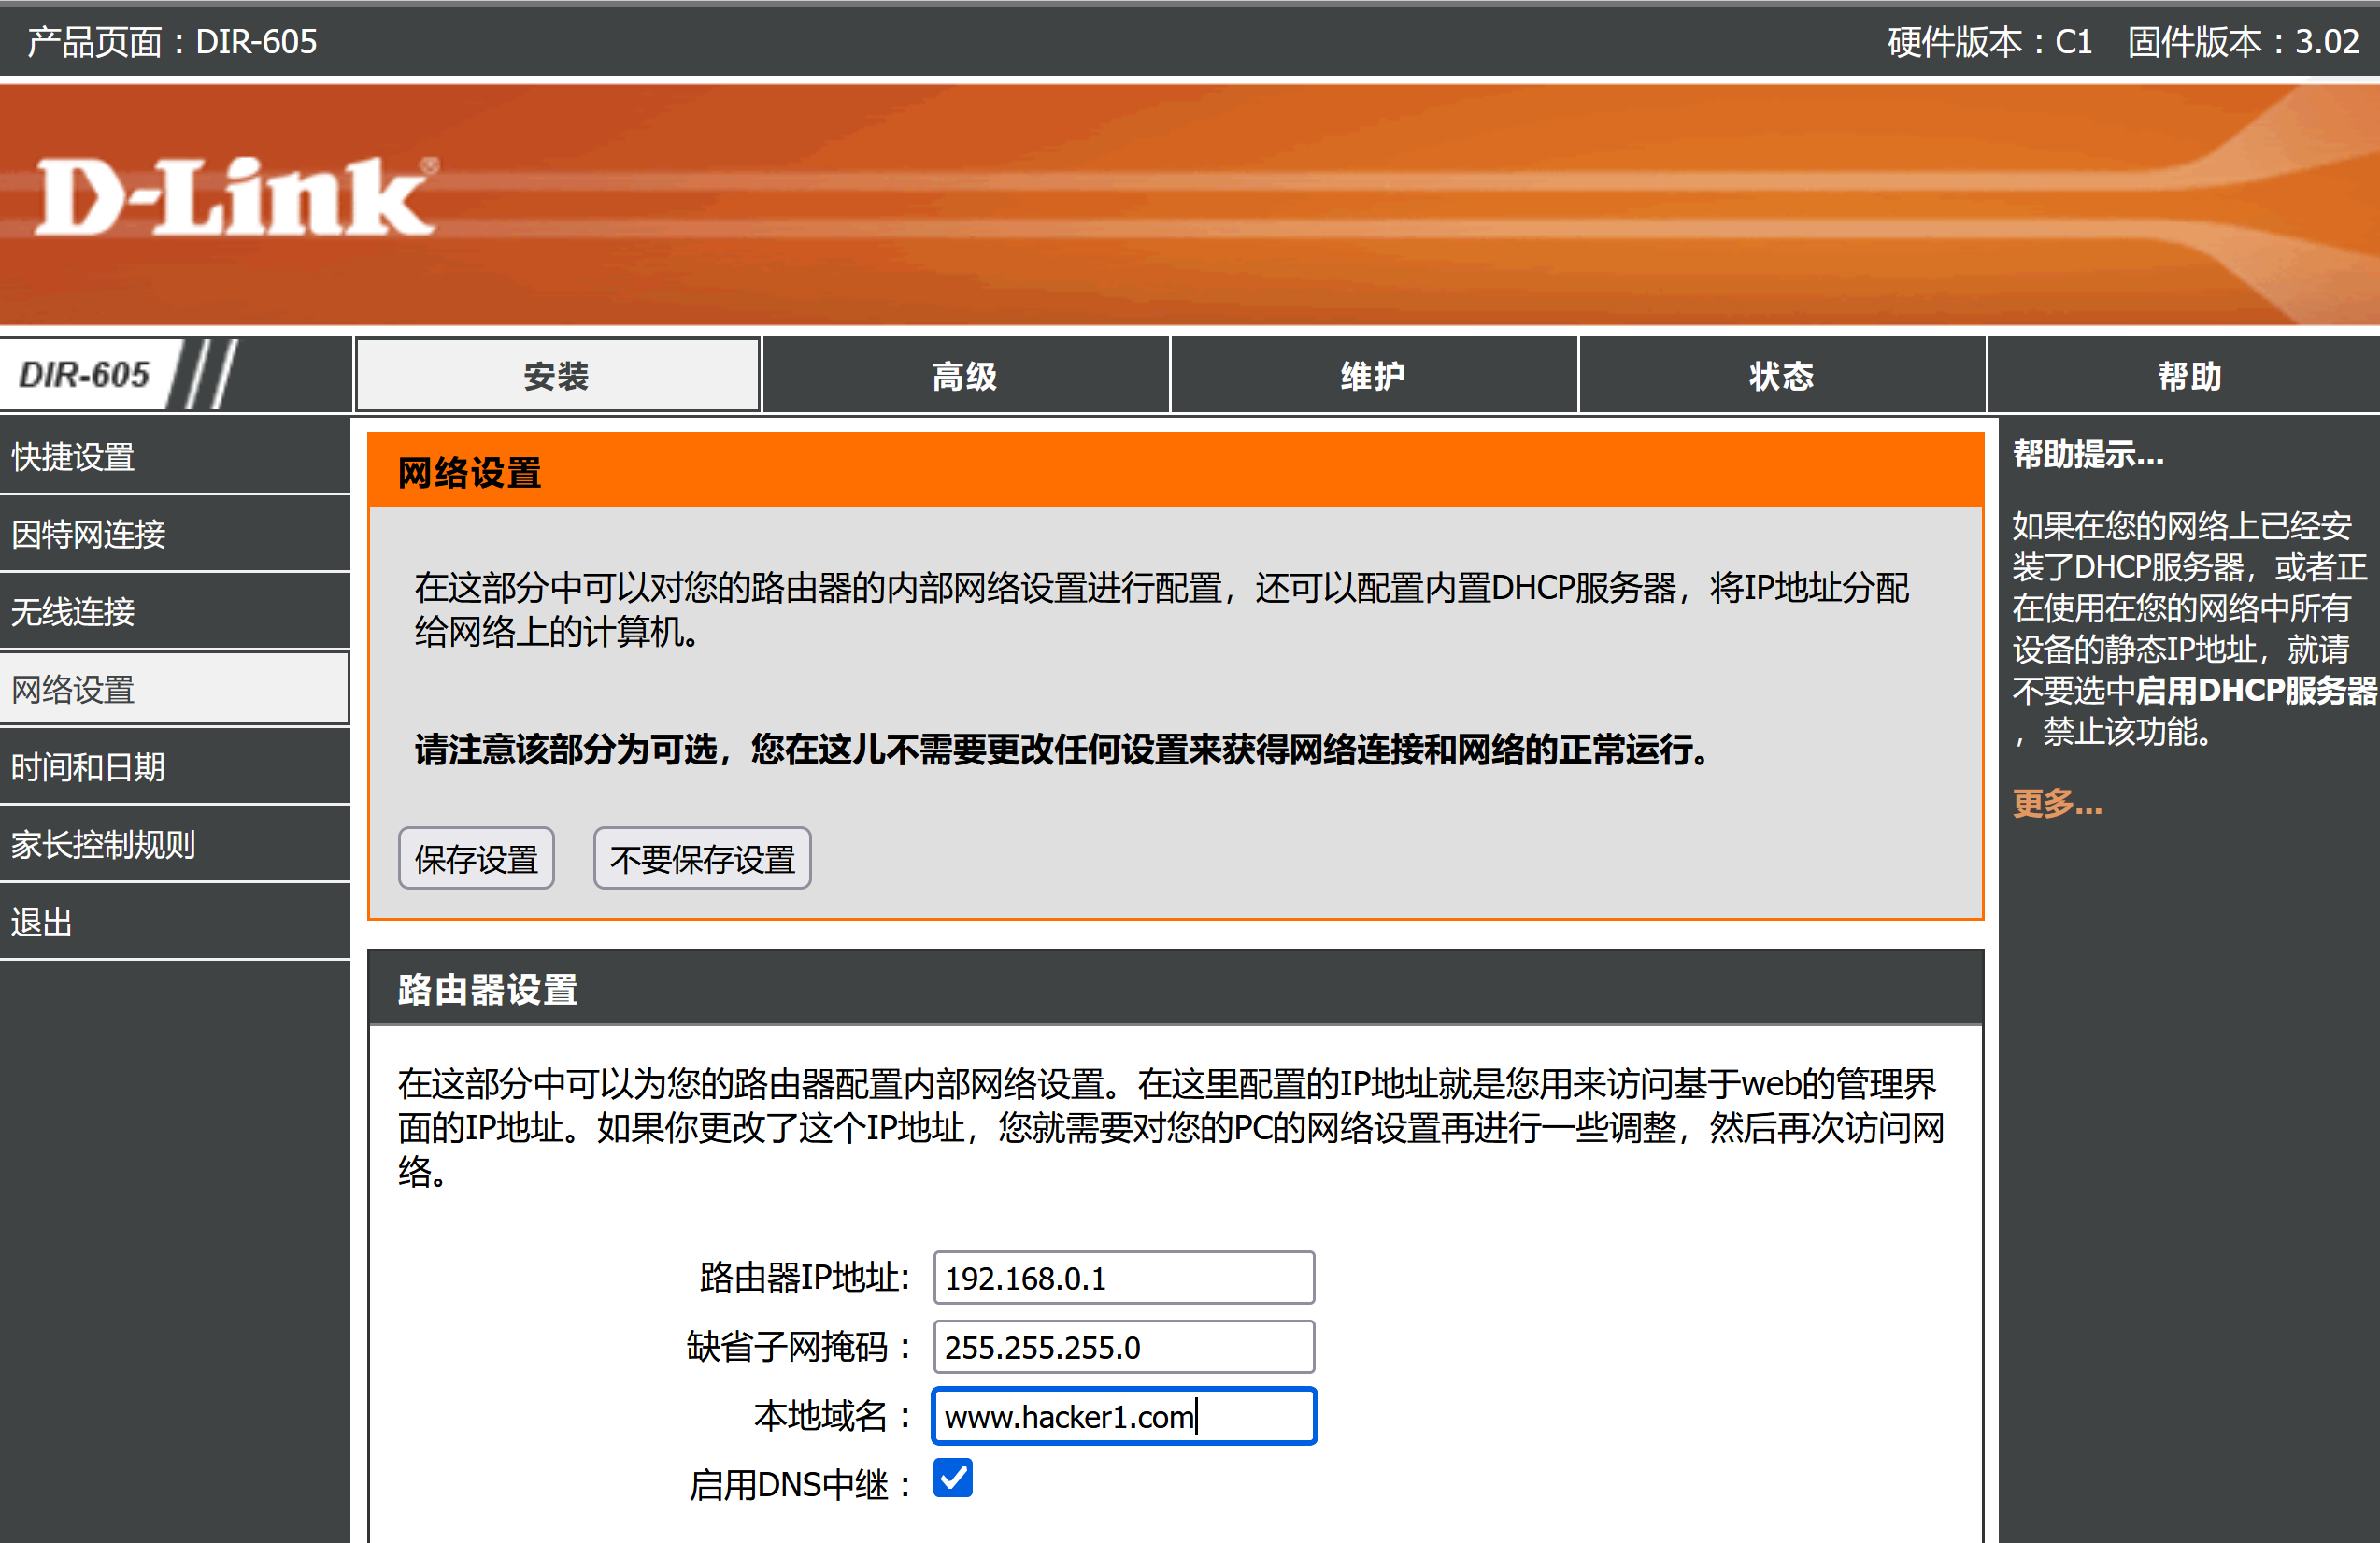 产品页面：DIR-605
硬件版本：C1 固件版本：3.02
D-Link®
DIR-605
安装
高级
维护
状态
帮助
快捷设置
因特网连接
无线连接
网络设置
时间和日期
家长控制规则
退出
网络设置
在这部分中可以对您的路由器的内部网络设置进行配置，还可以配置内置DHCP服务器，将IP地址分配
给网络上的计算机。
请注意该部分为可选，您在这儿不需要更改任何设置来获得网络连接和网络的正常运行。
保存设置
不要保存设置
路由器设置
在这部分中可以为您的路由器配置内部网络设置。在这里配置的IP地址就是您用来访问基于web的管理界
面的IP地址。如果你更改了这个IP地址，您就需要对您的PC的网络设置再进行一些调整，然后再次访问网
络。
路由器IP地址: 192.168.0.1
缺省子网掩码： 255.255.255.0
本地域名： www.hacker1.com
启用DNS中继：
帮助提示...
如果在您的网络上已经安
装了DHCP服务器，或者正
在使用在您的网络中所有
设备的静态IP地址，就请
不要选中启用DHCP服务器
，禁止该功能。
更多...